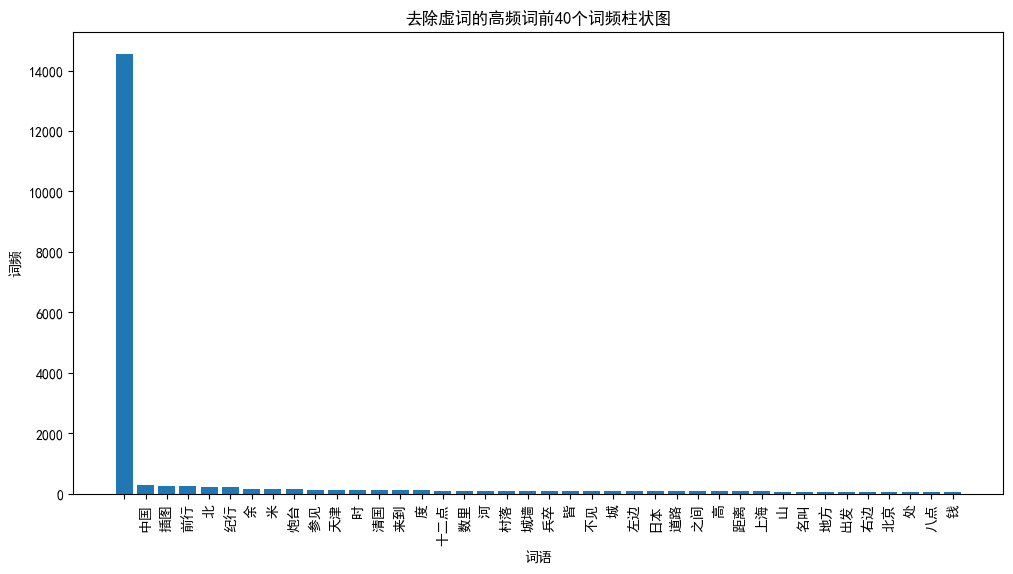 去除虚词的高频词前40个词频柱状图
词频
14000
12000
10000
8000
6000
4000
2000
0
中国
插图
前行
北
纪行
余
米
炮台
参见
天津
时
清国
来到
度
十二点
数里
河
村落
城墙
兵卒
皆
不见
城
左边
日本
道路
之间
高
距离
上海
山
名叫
地方
出发
右边
北京
处
八点
钱
词语